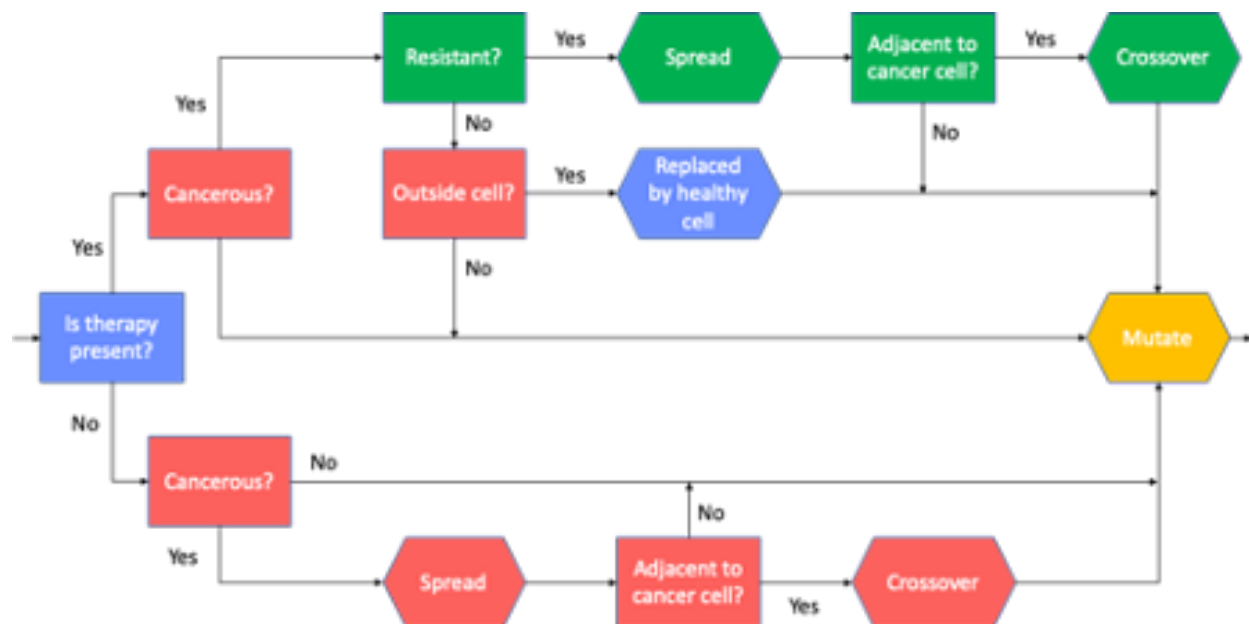 Resistant?
Yes
Spread
Adjacent to
cancer cell?
Yes
Crossover
Yes
No
No
Cancerous?
Outside cell?
Yes
Replaced
by healthy
cell
Yes
No
Is therapy
present?
Mutate
No
Cancerous?
No
No
Yes
Spread
Adjacent to
cancer cell?
Yes
Crossover